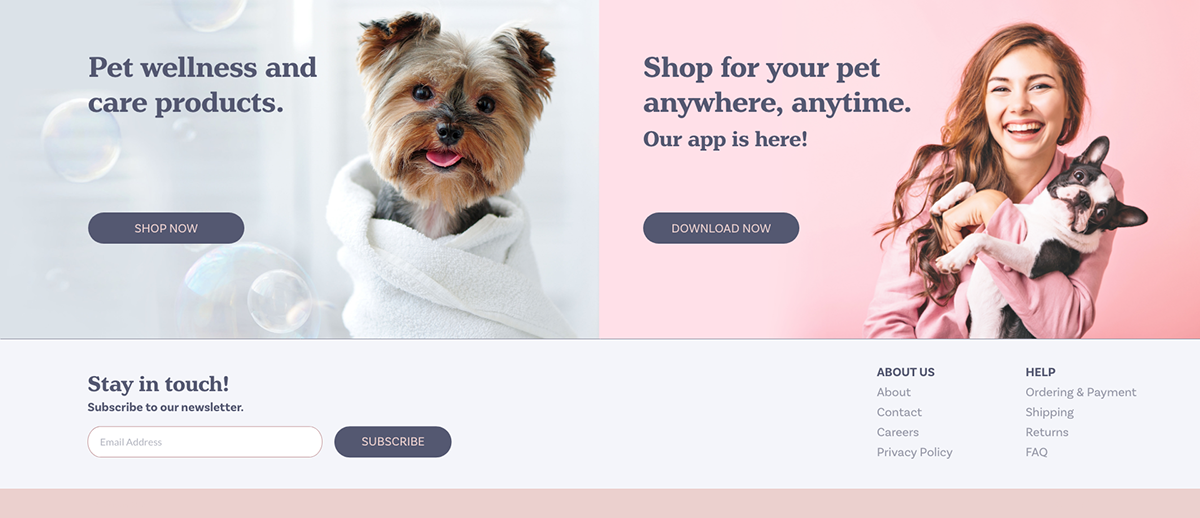 Pet wellness and
care products.
SHOP NOW
Shop for your pet
anywhere, anytime.
Our app is here!
DOWNLOAD NOW
Stay in touch!
Subscribe to our newsletter.
Email Address
SUBSCRIBE
ABOUT US
About
Contact
Careers
Privacy Policy
HELP
Ordering & Payment
Shipping
Returns
FAQ